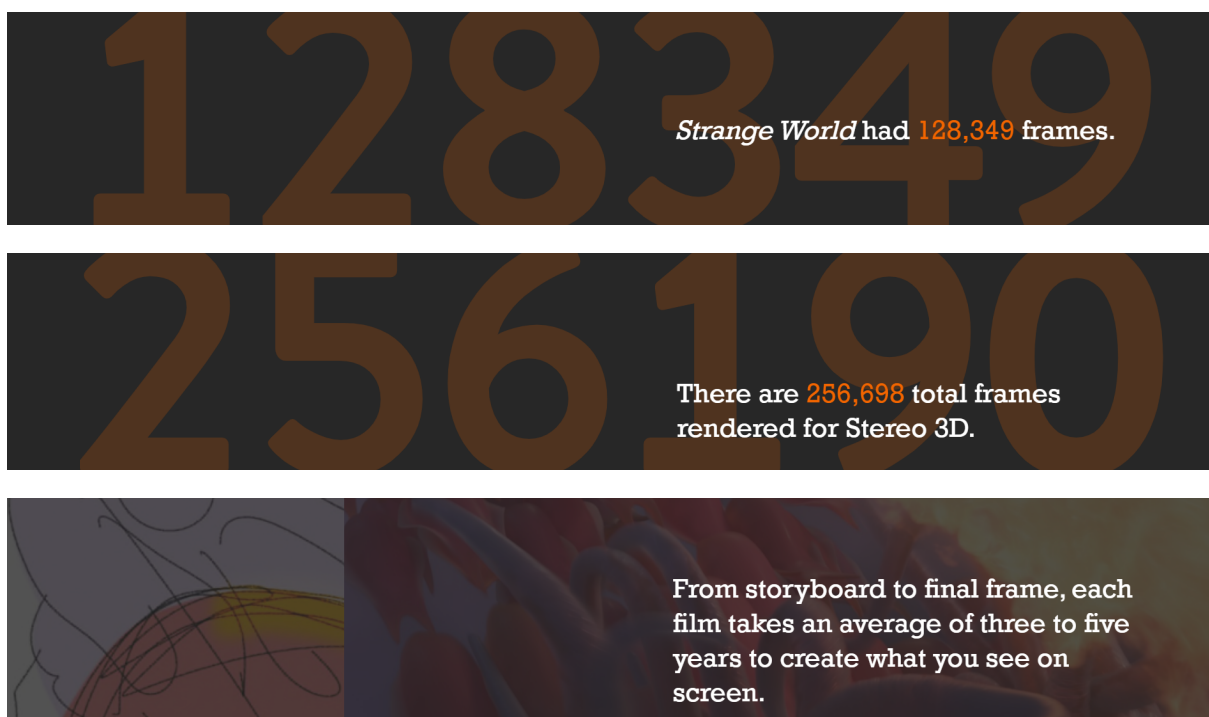 128349
Strange World had 128,349 frames.
256190
There are 256,698 total frames
rendered for Stereo 3D.
From storyboard to final frame, each
film takes an average of three to five
years to create what you see on
screen.